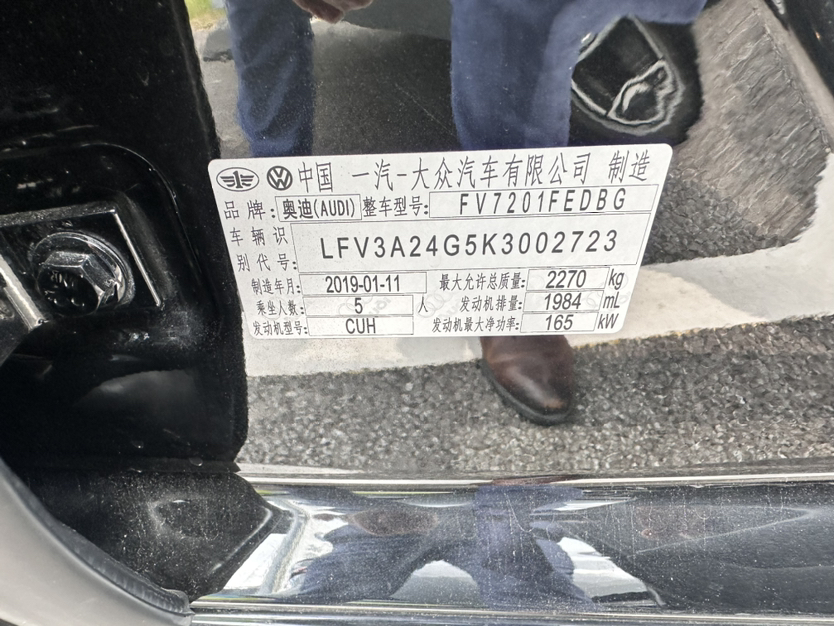 中国 一汽-大众汽车有限公司 制造
品牌: 奥迪(AUDI) 整车型号: FV7201FEDBG
车辆识别代号: LFV3A24G5K3002723
制造年月: 2019-01-11 最大允许总质量: 2270 kg
乘坐人数: 5 人 发动机排量: 1984 mL
发动机型号: CUH 发动机最大净功率: 165 kW